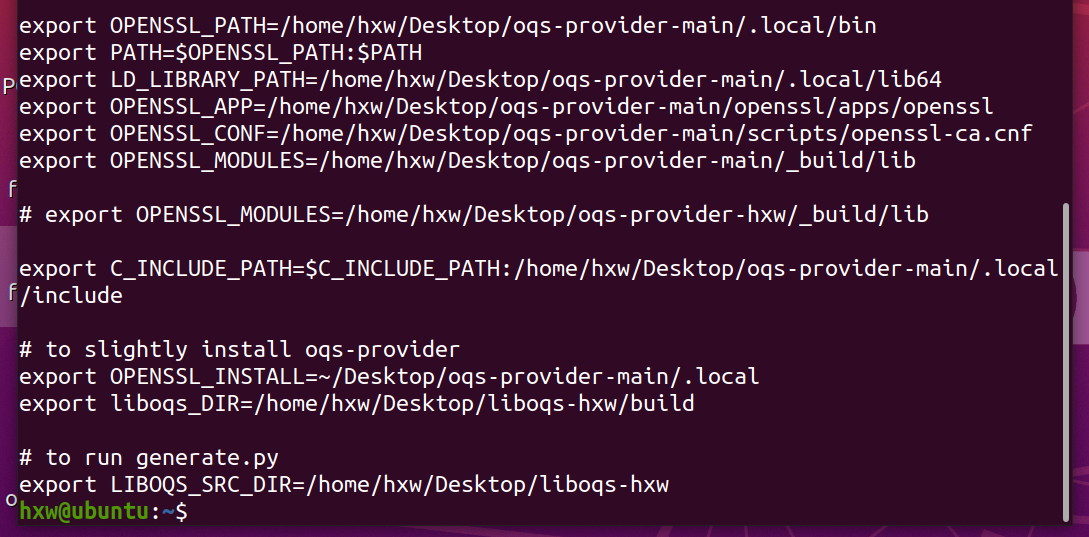 export OPENSSL_PATH=/home/hxw/Desktop/oqs-provider-main/.local/bin
export PATH=$OPENSSL_PATH:$PATH
export LD_LIBRARY_PATH=/home/hxw/Desktop/oqs-provider-main/.local/lib64
export OPENSSL_APP=/home/hxw/Desktop/oqs-provider-main/openssl/apps/openssl
export OPENSSL_CONF=/home/hxw/Desktop/oqs-provider-main/scripts/openssl-ca.cnf
export OPENSSL_MODULES=/home/hxw/Desktop/oqs-provider-main/_build/lib
# export OPENSSL_MODULES=/home/hxw/Desktop/oqs-provider-hxw/_build/lib
export C_INCLUDE_PATH=$C_INCLUDE_PATH:/home/hxw/Desktop/oqs-provider-main/.local
/include
# to slightly install oqs-provider
export OPENSSL_INSTALL=~/Desktop/oqs-provider-main/.local
export liboqs_DIR=/home/hxw/Desktop/liboqs-hxw/build
# to run generate.py
export LIBOQS_SRC_DIR=/home/hxw/Desktop/liboqs-hxw
hxw@ubuntu:~$